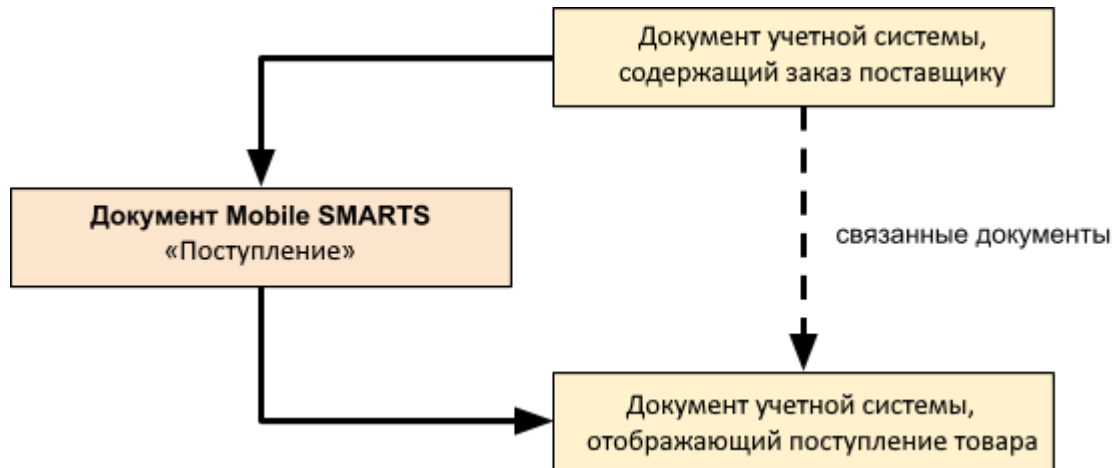 Документ учетной системы,
содержащий заказ поставщику
Документ Mobile SMARTS
«Поступление»
связанные документы
Документ учетной системы,
отображающий поступление товара